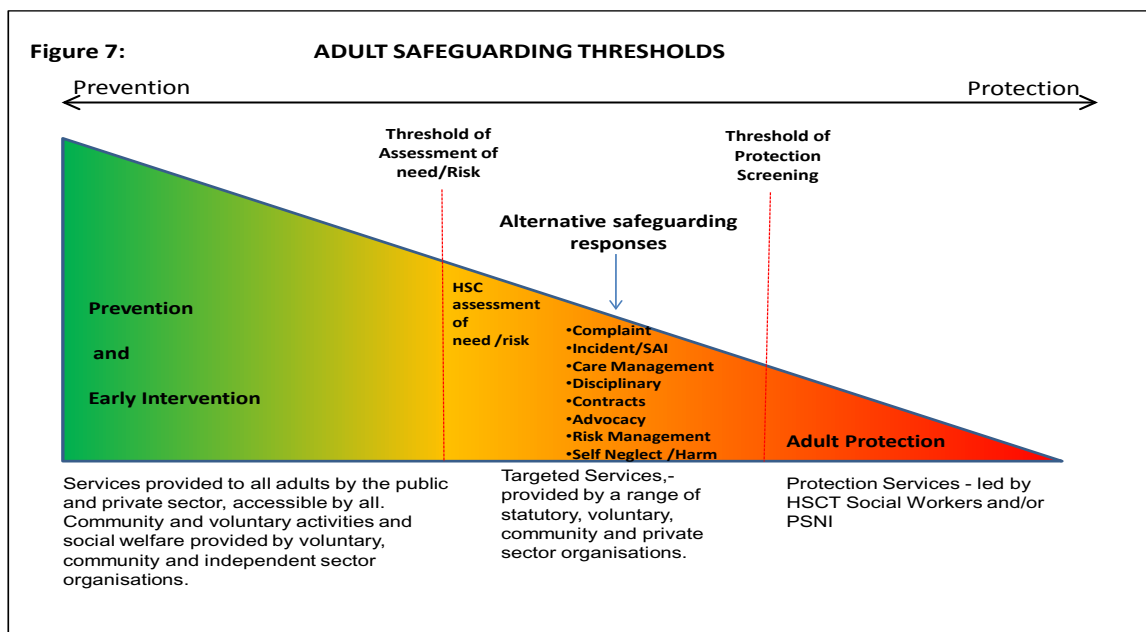 Figure 7:
ADULT SAFEGUARDING THRESHOLDS
Prevention
Protection
Threshold of
Assessment of
need/Risk
Threshold of
Protection
Screening
Alternative safeguarding
responses
Prevention
and
Early Intervention
HSC
assessment
of
need /risk
•Complaint
•Incident/SAI
•Care Management
•Disciplinary
•Contracts
•Advocacy
•Risk Management
•Self Neglect /Harm
Adult Protection
Services provided to all adults by the public
and private sector, accessible by all.
Community and voluntary activities and
social welfare provided by voluntary,
community and independent sector
organisations.
Targeted Services,-
provided by a range of
statutory, voluntary,
community and private
sector organisations.
Protection Services - led by
HSCT Social Workers and/or
PSNI